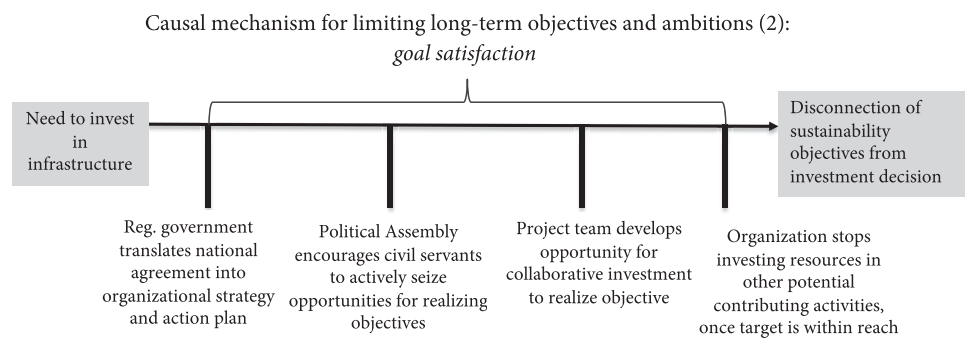 Causal mechanism for limiting long-term objectives and ambitions (2):
goal satisfaction
Need to invest
in
infrastructure
Disconnection of
sustainability
objectives from
investment decision
Reg. government
translates national
agreement into
organizational strategy
and action plan
Political Assembly
encourages civil servants
to actively seize
opportunities for realizing
objectives
Project team develops
opportunity for
collaborative investment
to realize objective
Organization stops
investing resources in
other potential
contributing activities,
once target is within reach